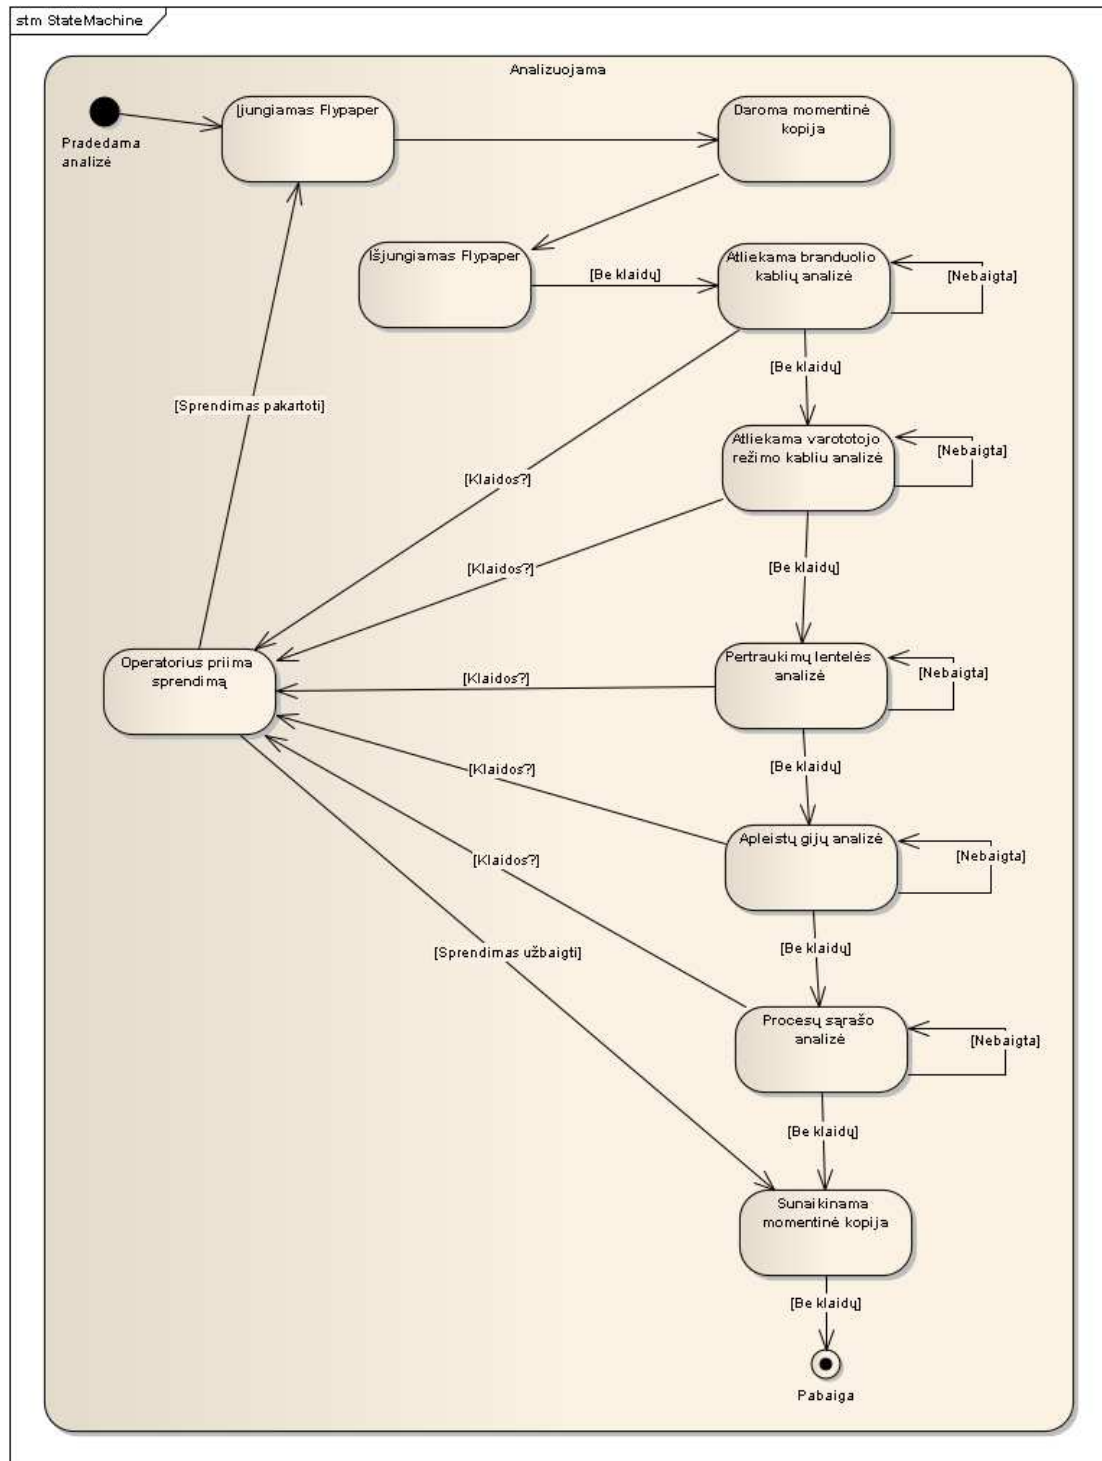 stm StateMachine
Analizuojama
Pradedama
analizė
Įjungiamas Flypaper
Daroma momentinė
kopija
Išjungiamas Flypaper
[Be klaidų]
Atliekama branduolio
kablių analizė
[Nebaigta]
[Be klaidų]
[Sprendimas pakartoti]
Atliekama varototojo
režimo kabliu analizė
[Nebaigta]
[Klaidos?]
[Klaidos?]
[Be klaidų]
Operatorius priima
sprendimą
Pertraukimų lentelės
analizė
[Nebaigta]
[Klaidos?]
[Be klaidų]
[Klaidos?]
Apleistų gijų analizė
[Nebaigta]
[Klaidos?]
[Be klaidų]
[Sprendimas užbaigti]
Procesų sąrašo
analizė
[Nebaigta]
[Be klaidų]
Sunaikinama
momentinė kopija
[Be klaidų]
Pabaiga